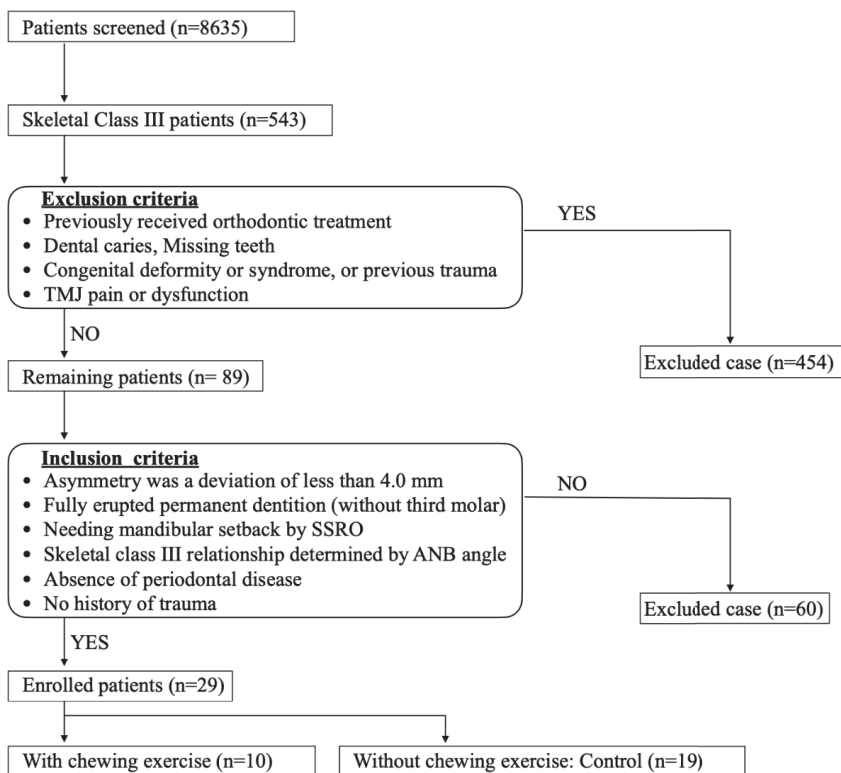 Patients screened (n=8635)
Skeletal Class III patients (n=543)
Exclusion criteria
• Previously received orthodontic treatment
• Dental caries, Missing teeth
• Congenital deformity or syndrome, or previous trauma
• TMJ pain or dysfunction
YES
NO
Excluded case (n=454)
Remaining patients (n= 89)
Inclusion criteria
• Asymmetry was a deviation of less than 4.0 mm
• Fully erupted permanent dentition (without third molar)
• Needing mandibular setback by SSRO
• Skeletal class III relationship determined by ANB angle
• Absence of periodontal disease
• No history of trauma
NO
Excluded case (n=60)
YES
Enrolled patients (n=29)
With chewing exercise (n=10)
Without chewing exercise: Control (n=19)